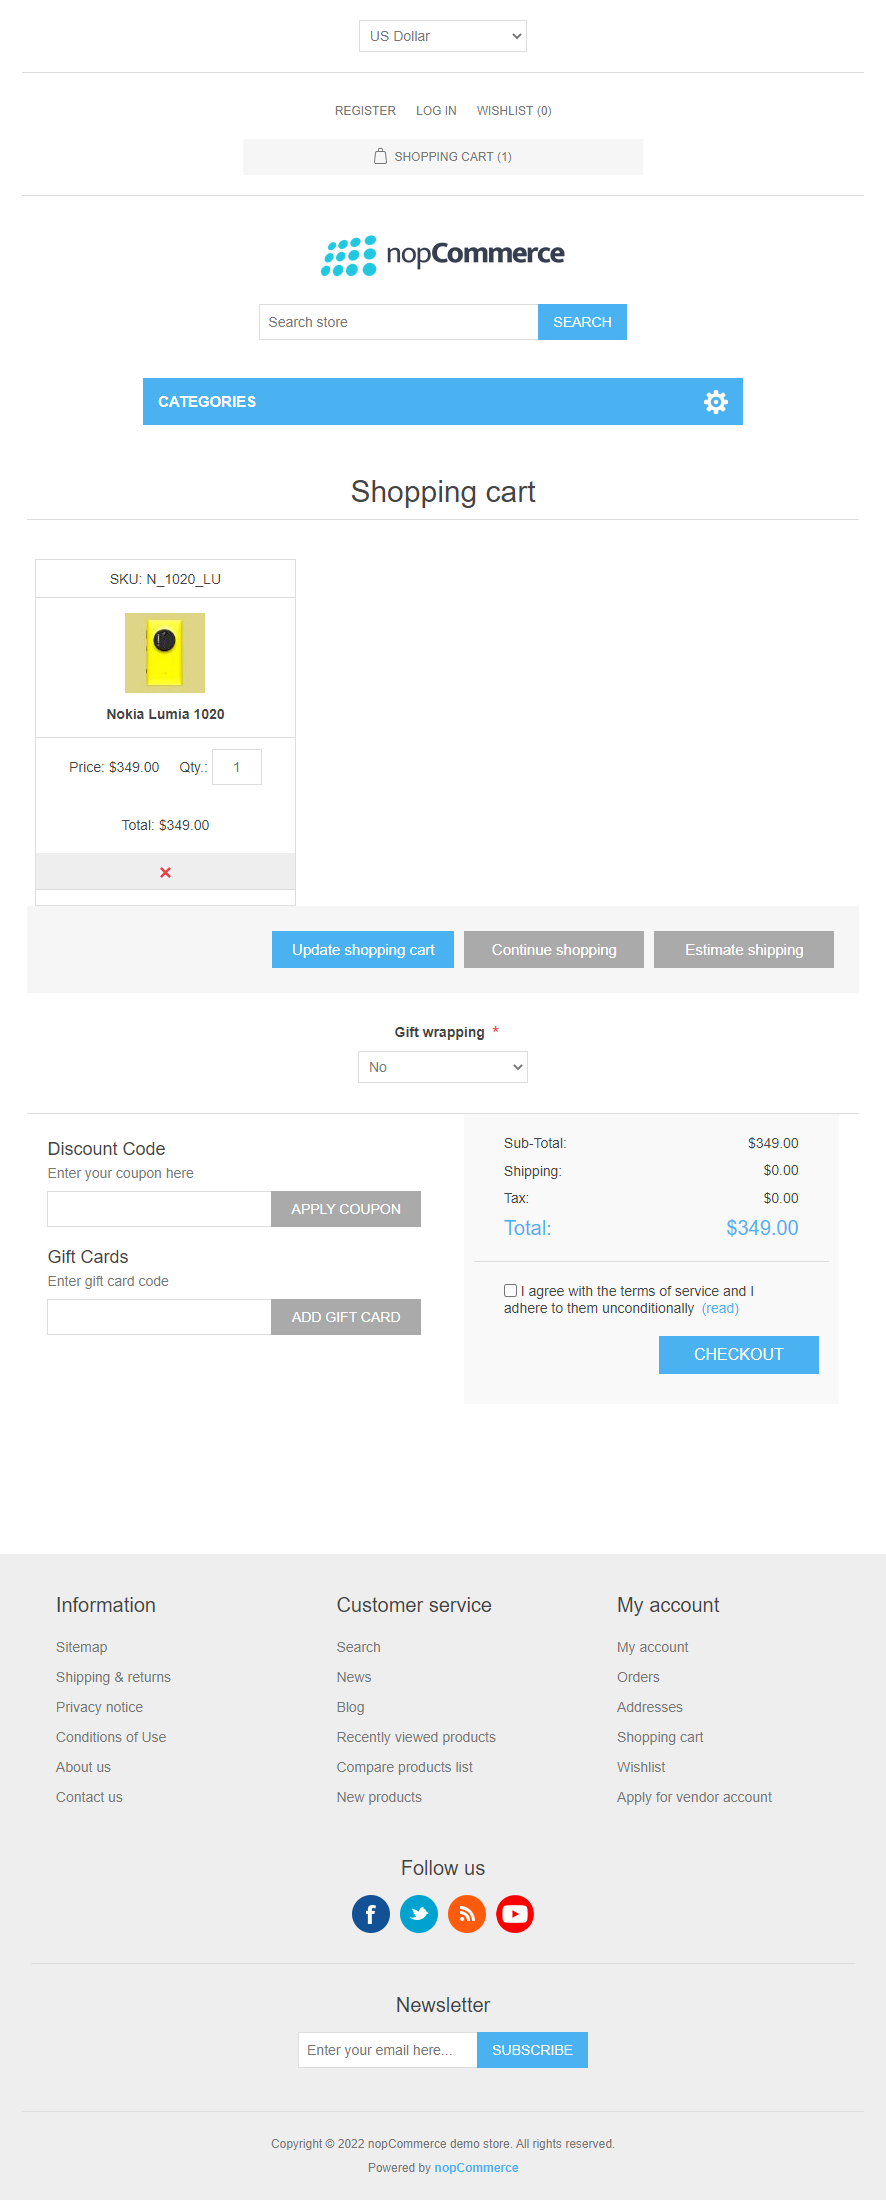 US Dollar
REGISTER LOG IN WISHLIST (0)
SHOPPING CART (1)
nopCommerce
Search store SEARCH
CATEGORIES
Shopping cart
SKU: N_1020_LU
Nokia Lumia 1020
Price: $349.00 Qty.: 1
Total: $349.00
Update shopping cart Continue shopping Estimate shipping
Gift wrapping *
No
Discount Code
Enter your coupon here
APPLY COUPON
Gift Cards
Enter gift card code
ADD GIFT CARD
Sub-Total: $349.00
Shipping: $0.00
Tax: $0.00
Total: $349.00
I agree with the terms of service and I
adhere to them unconditionally (read)
CHECKOUT
Information
Sitemap
Shipping & returns
Privacy notice
Conditions of Use
About us
Contact us
Customer service
Search
News
Blog
Recently viewed products
Compare products list
New products
My account
My account
Orders
Addresses
Shopping cart
Wishlist
Apply for vendor account
Follow us
Newsletter
Enter your email here... SUBSCRIBE
Copyright © 2022 nopCommerce demo store. All rights reserved.
Powered by nopCommerce